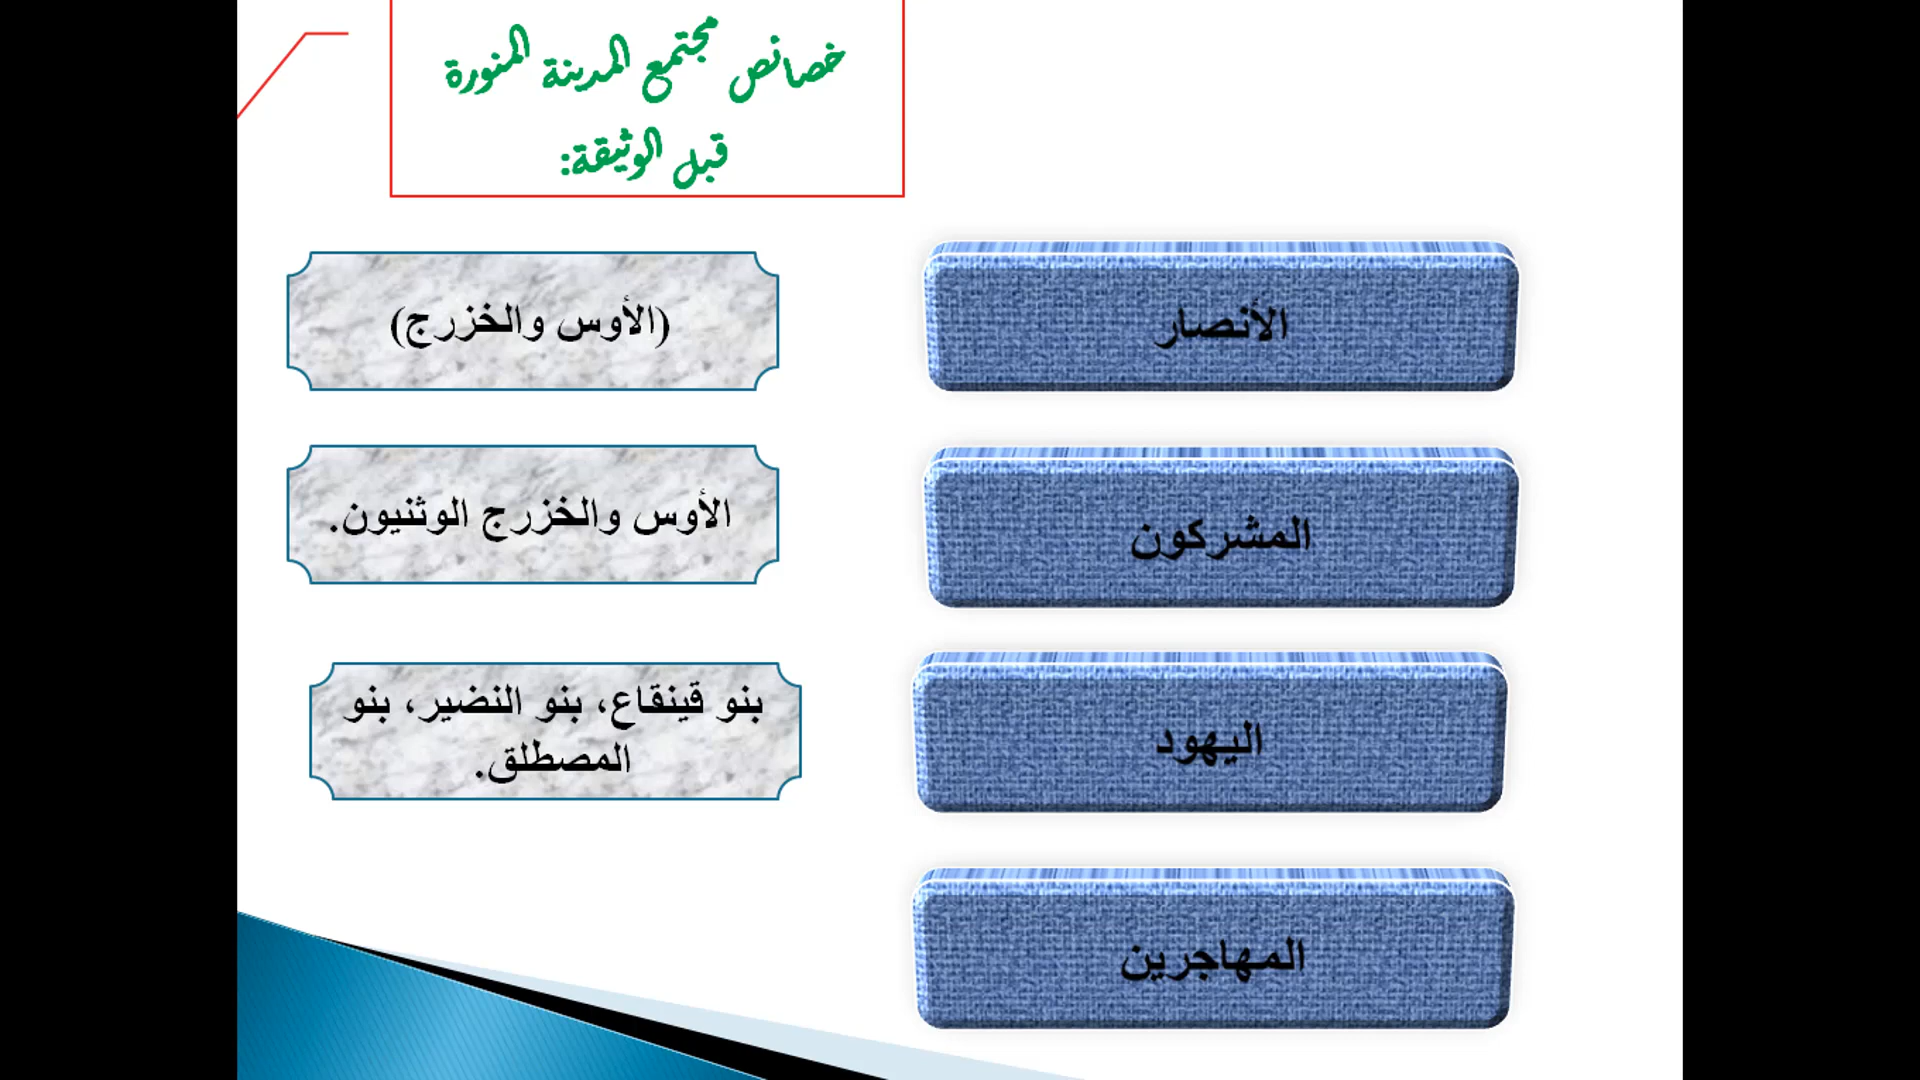 خصائص مجتمع المدينة المنورة
قبل الوثيقة:
الأنصار
(الأوس والخزرج)
المشركون
الأوس والخزرج الوثنيون.
اليهود
بنو قينقاع، بنو النضير، بنو
المصطلق.
المهاجرين